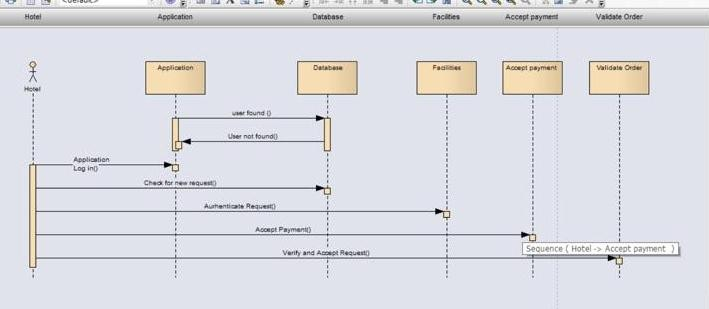 <default>
Hotel Application Database Facilities Accept payment Validate Order
Application Database Facilities Accept payment Validate Order
Hotel
user found ()
User not found()
Application
Log in()
Check for new request()
Aurhenticate Request()
Accept Payment()
Sequence ( Hotel -> Accept payment )
Verify and Accept Request()